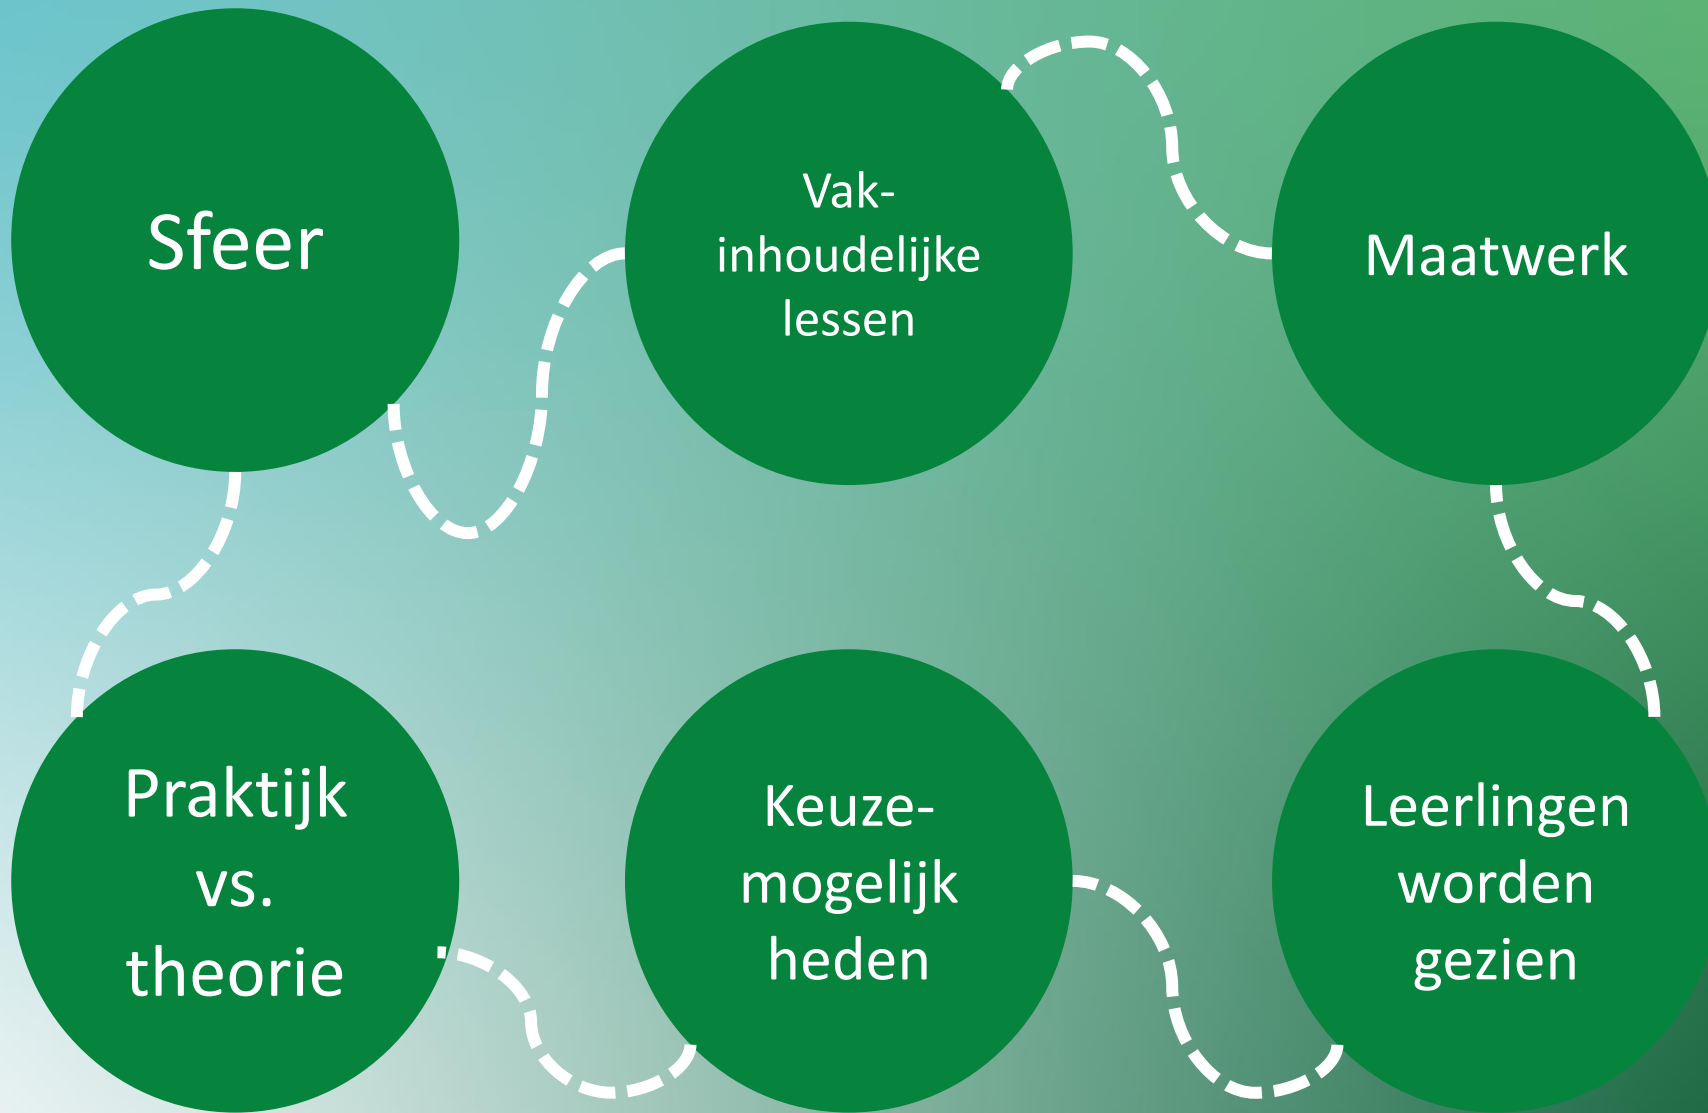 Sfeer
Vak-
inhoudelijke
lessen
Maatwerk
Praktijk
vs.
theorie
Keuze-
mogelijk
heden
Leerlingen
worden
gezien